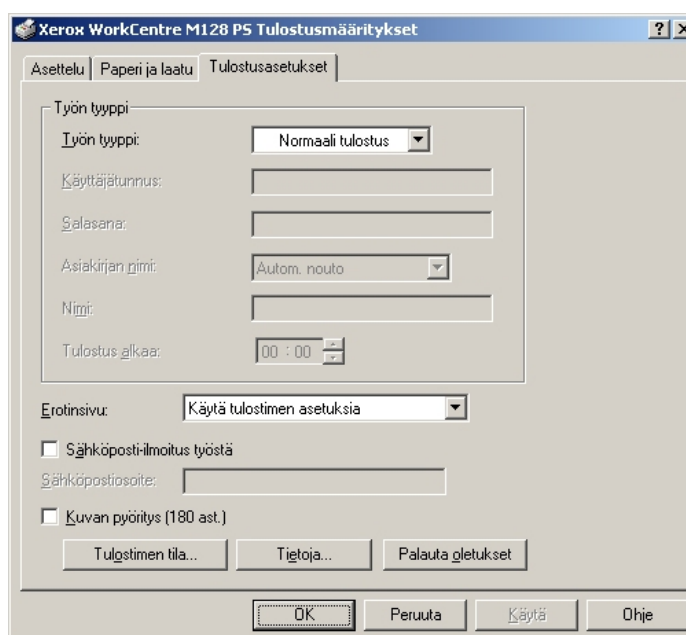 Xerox WorkCentre M128 PS Tulostusmääritykset
Asettelu Paperi ja laatu Tulostusasetukset
Työn tyyppi
Työn tyyppi: Normaali tulostus
Käyttäjätunnus:
Salasana:
Asiakirjan nimi: Autom. nouto
Nimi:
Tulostus alkaa: 00 : 00
Erotinsivu: Käytä tulostimen asetuksia
Sähköposti-ilmoitus työstä
Sähköpostiosoite:
Kuvan pyöritys (180 ast.)
Tulostimen tila... Tietoja... Palauta oletukset
OK Peruuta Käytä Ohje